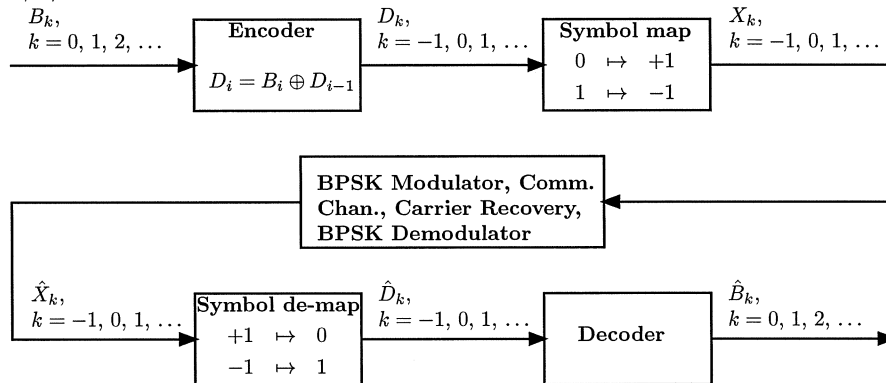 B_k,
k = 0, 1, 2, …
Encoder
D_i = B_i ⊕ D_{i−1}
D_k,
k = −1, 0, 1, …
Symbol map
0 ↦ +1
1 ↦ −1
X_k,
k = −1, 0, 1, …
BPSK Modulator, Comm.
Chan., Carrier Recovery,
BPSK Demodulator
X̂_k,
k = −1, 0, 1, …
Symbol de-map
+1 ↦ 0
−1 ↦ 1
D̂_k,
k = −1, 0, 1, …
Decoder
B̂_k,
k = 0, 1, 2, …